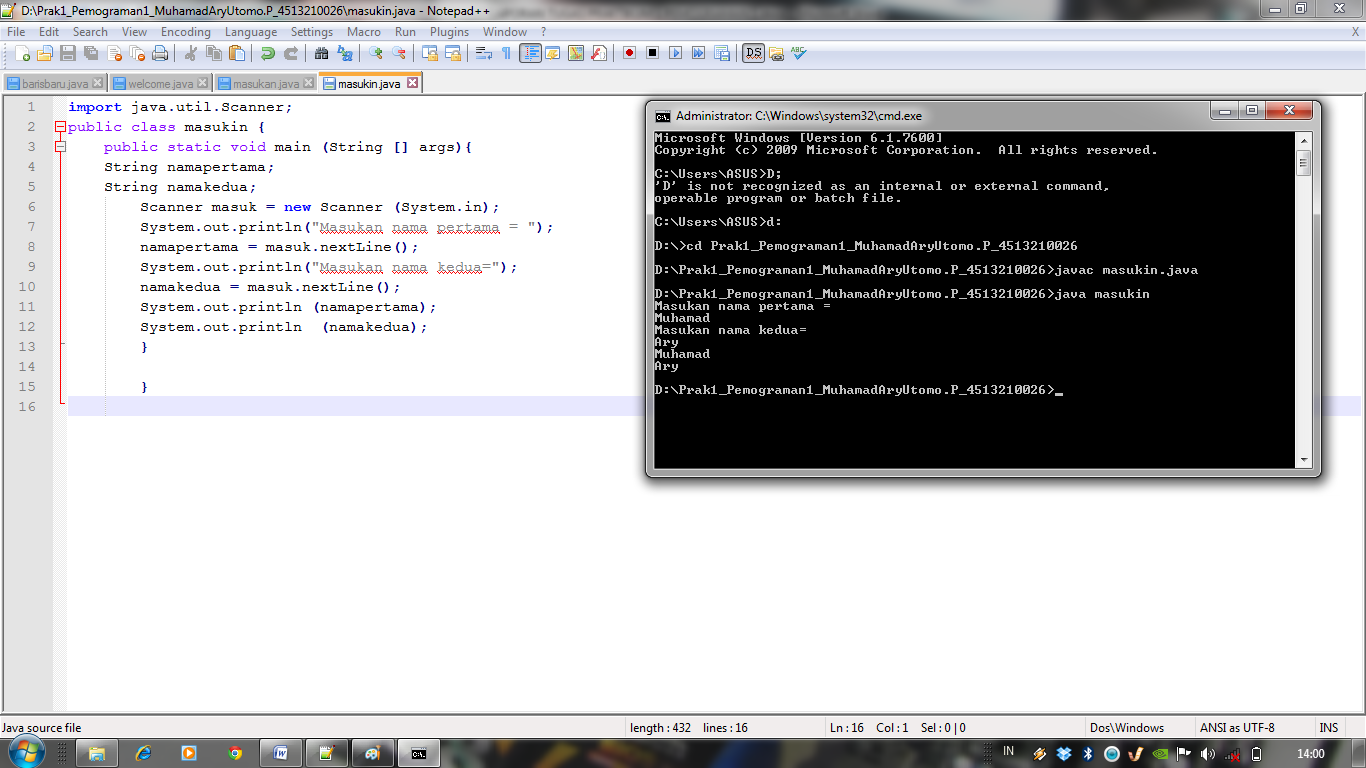 D:\Prak1_Pemograman1_MuhamadAryUtomo.P_4513210026\masukin.java - Notepad++
File Edit Search View Encoding Language Settings Macro Run Plugins Window ? X
barisbaru.java welcome.java masukan.java masukin.java
1 import java.util.Scanner;
2 public class masukin {
3 public static void main (String [] args){
4 String namapertama;
5 String namakedua;
6 Scanner masuk = new Scanner (System.in);
7 System.out.println("Masukan nama pertama = ");
8 namapertama = masuk.nextLine();
9 System.out.println("Masukan nama kedua=");
10 namakedua = masuk.nextLine();
11 System.out.println (namapertama);
12 System.out.println  (namakedua);
13 }
14
15 }
16
Administrator: C:\Windows\system32\cmd.exe
Microsoft Windows [Version 6.1.7600]
Copyright (c) 2009 Microsoft Corporation.  All rights reserved.
C:\Users\ASUS>D;
'D' is not recognized as an internal or external command,
operable program or batch file.
C:\Users\ASUS>d:
D:\>cd Prak1_Pemograman1_MuhamadAryUtomo.P_4513210026
D:\Prak1_Pemograman1_MuhamadAryUtomo.P_4513210026>javac masukin.java
D:\Prak1_Pemograman1_MuhamadAryUtomo.P_4513210026>java masukin
Masukan nama pertama =
Muhamad
Masukan nama kedua=
Ary
Muhamad
Ary
D:\Prak1_Pemograman1_MuhamadAryUtomo.P_4513210026>_
Java source file length : 432 lines : 16 Ln : 16 Col : 1 Sel : 0 | 0 Dos\Windows ANSI as UTF-8 INS
IN 14:00